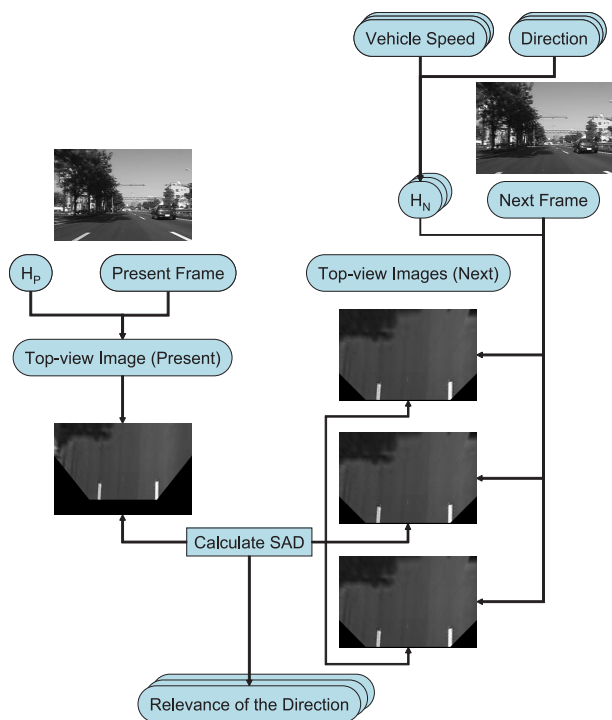 Vehicle Speed
Direction
H_N
Next Frame
H_P
Present Frame
Top-view Images (Next)
Top-view Image (Present)
Calculate SAD
Relevance of the Direction